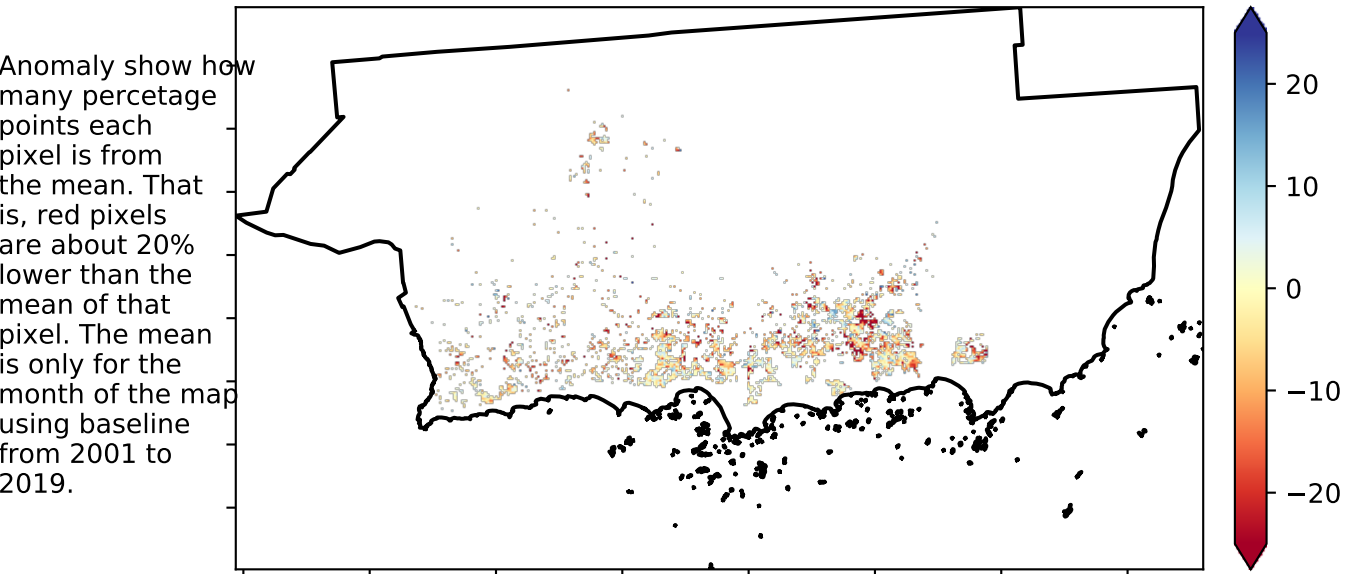 Anomaly show how
many percetage
points each
pixel is from
the mean. That
is, red pixels
are about 20%
lower than the
mean of that
pixel. The mean
is only for the
month of the map
using baseline
from 2001 to
2019.
20
10
0
−10
−20